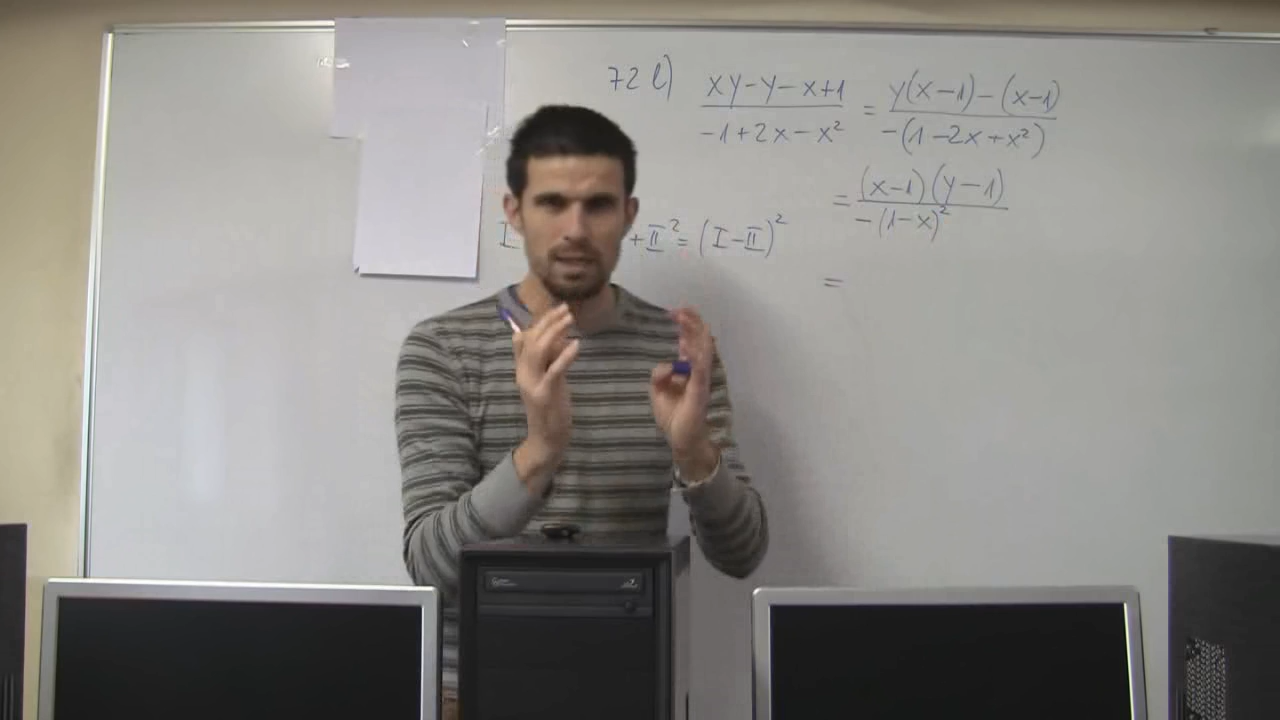 72 l) xy-y-x+1 / -1+2x-x² = y(x-1)-(x-1) / -(1-2x+x²)
= (x-1)(y-1) / -(1-x)²
I +II²=(I-II)²
=